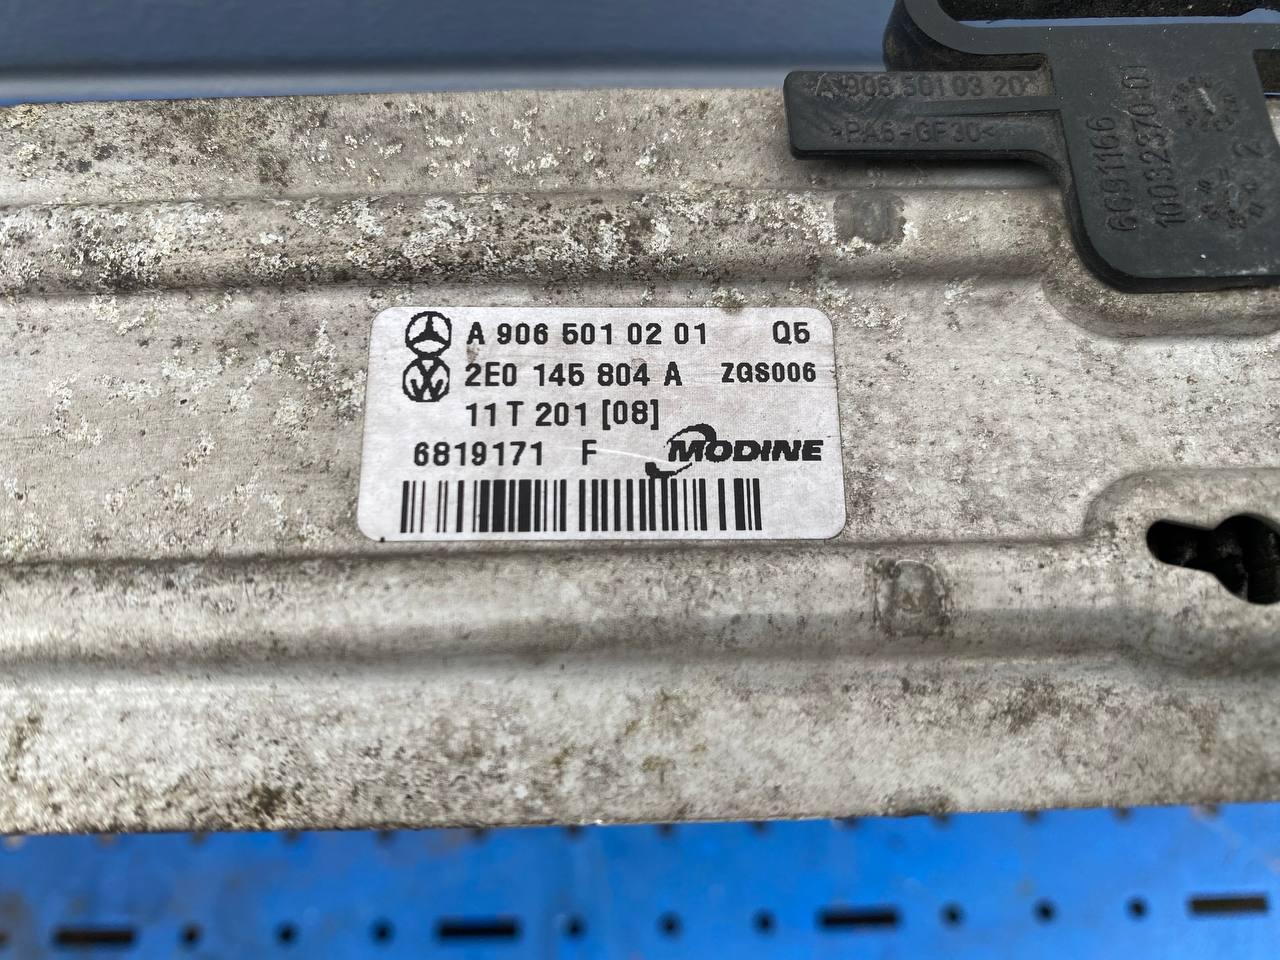 A 906 501 03 20
>PA6-GF30<
6691166
10032370-01
2
A 906 501 02 01 Q5
2E0 145 804 A ZGS006
11 T 201 [08]
6819171 F MODINE